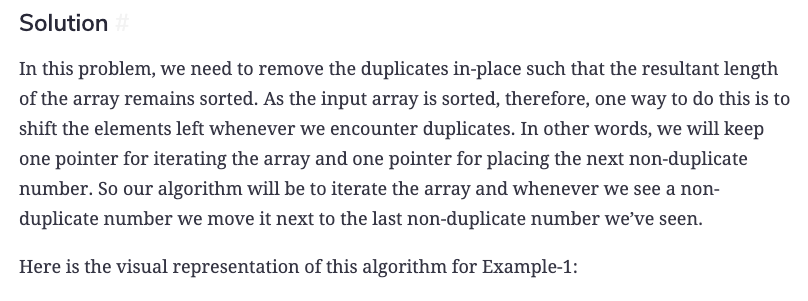 Solution #
In this problem, we need to remove the duplicates in-place such that the resultant length
of the array remains sorted. As the input array is sorted, therefore, one way to do this is to
shift the elements left whenever we encounter duplicates. In other words, we will keep
one pointer for iterating the array and one pointer for placing the next non-duplicate
number. So our algorithm will be to iterate the array and whenever we see a non-
duplicate number we move it next to the last non-duplicate number we’ve seen.
Here is the visual representation of this algorithm for Example-1: